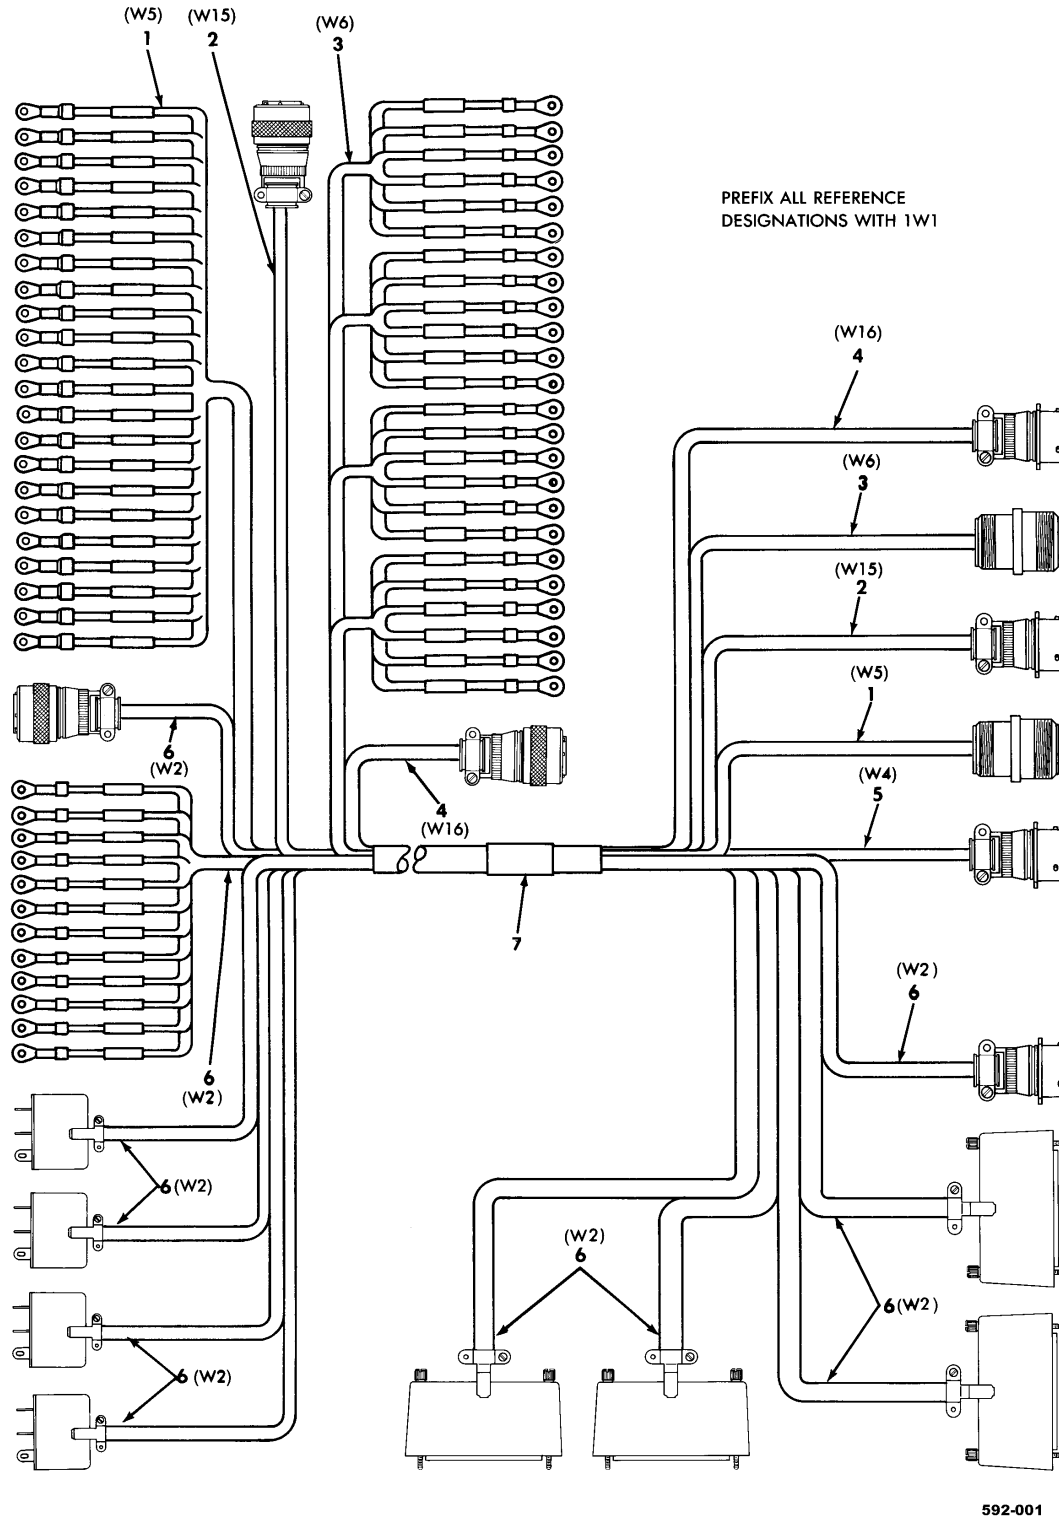 (W5)
1
(W15)
2
(W6)
3
PREFIX ALL REFERENCE
DESIGNATIONS WITH 1W1
(W16)
4
(W6)
3
(W15)
2
(W5)
1
(W4)
5
6
(W2)
4
(W16)
7
(W2)
6
6
(W2)
6 (W2)
(W2)
6
6 (W2)
6 (W2)
592-001